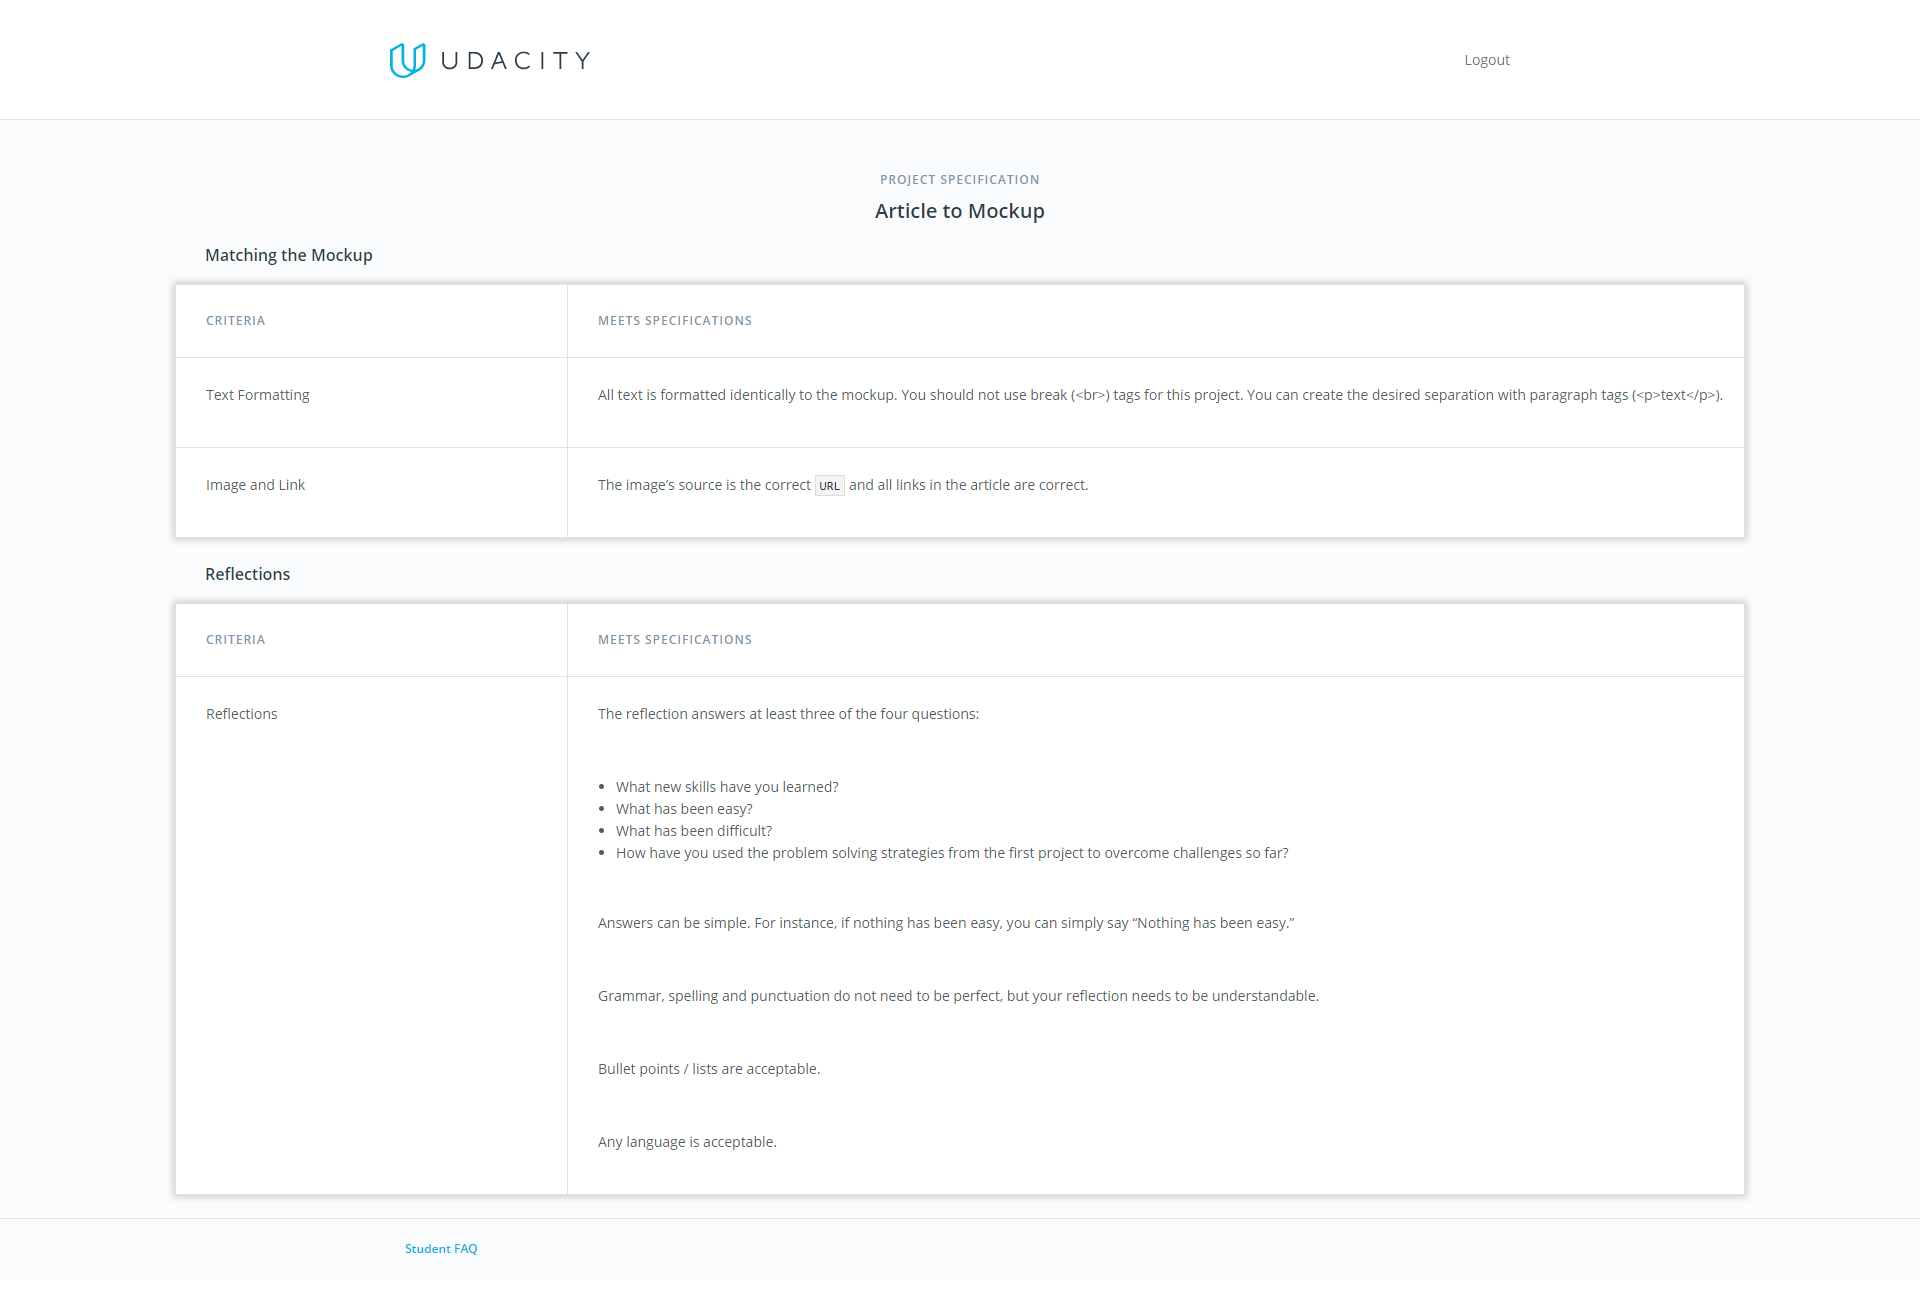 UDACITY
Logout
PROJECT SPECIFICATION
Article to Mockup
Matching the Mockup
CRITERIA
MEETS SPECIFICATIONS
Text Formatting
All text is formatted identically to the mockup. You should not use break (<br>) tags for this project. You can create the desired separation with paragraph tags (<p>text</p>).
Image and Link
The image’s source is the correct URL and all links in the article are correct.
Reflections
CRITERIA
MEETS SPECIFICATIONS
Reflections
The reflection answers at least three of the four questions:
• What new skills have you learned?
• What has been easy?
• What has been difficult?
• How have you used the problem solving strategies from the first project to overcome challenges so far?
Answers can be simple. For instance, if nothing has been easy, you can simply say “Nothing has been easy.”
Grammar, spelling and punctuation do not need to be perfect, but your reflection needs to be understandable.
Bullet points / lists are acceptable.
Any language is acceptable.
Student FAQ